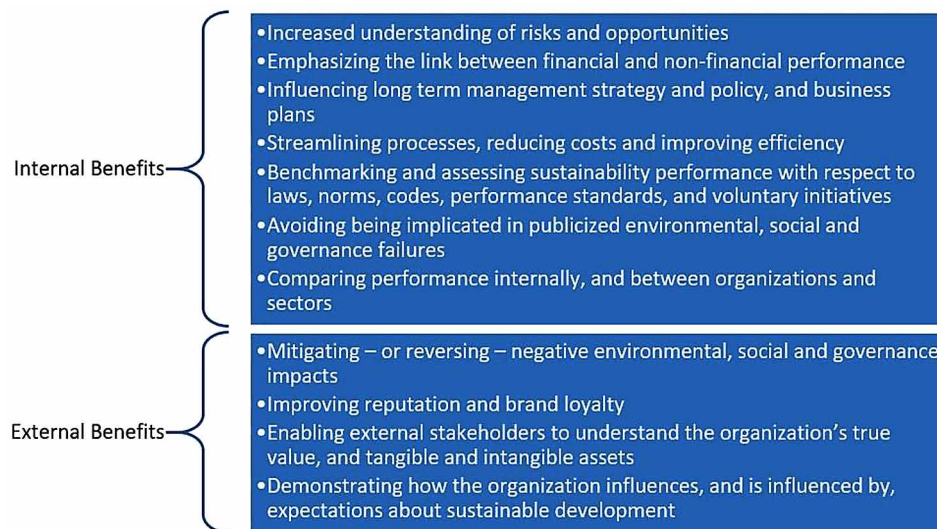 Internal Benefits
•Increased understanding of risks and opportunities
•Emphasizing the link between financial and non-financial performance
•Influencing long term management strategy and policy, and business
plans
•Streamlining processes, reducing costs and improving efficiency
•Benchmarking and assessing sustainability performance with respect to
laws, norms, codes, performance standards, and voluntary initiatives
•Avoiding being implicated in publicized environmental, social and
governance failures
•Comparing performance internally, and between organizations and
sectors
External Benefits
•Mitigating – or reversing – negative environmental, social and governance
impacts
•Improving reputation and brand loyalty
•Enabling external stakeholders to understand the organization’s true
value, and tangible and intangible assets
•Demonstrating how the organization influences, and is influenced by,
expectations about sustainable development